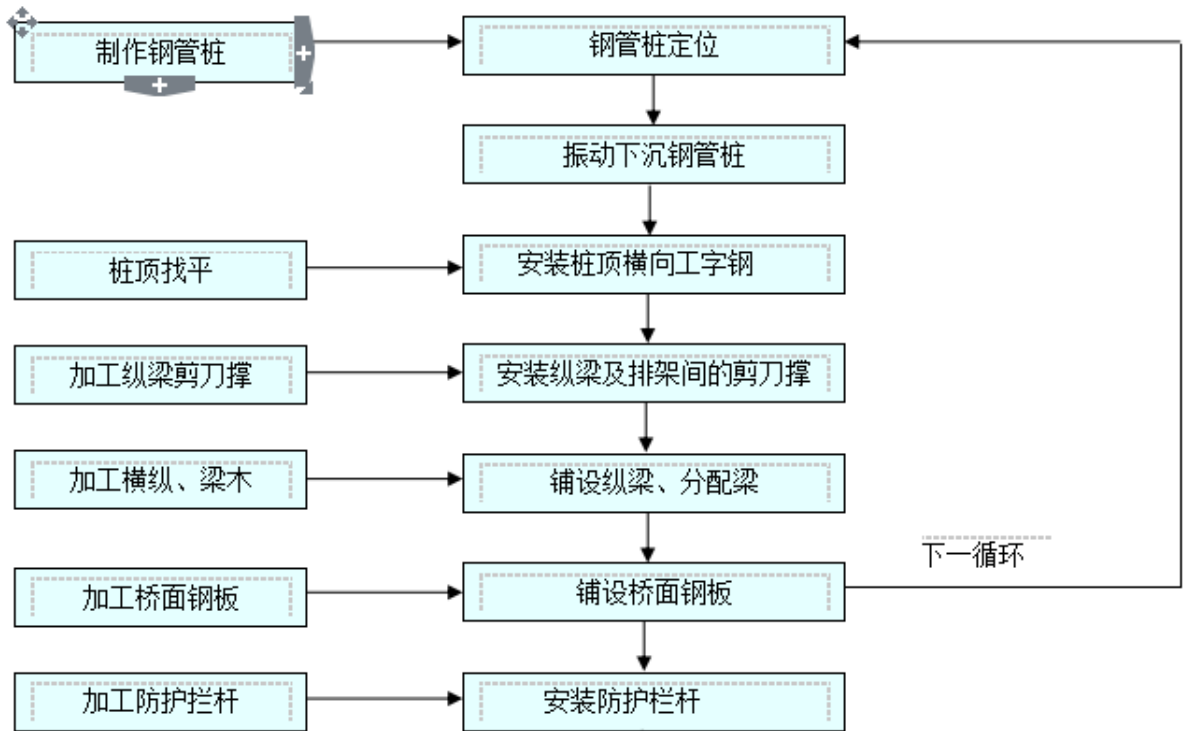 制作钢管桩
钢管桩定位
振动下沉钢管桩
桩顶找平
安装桩顶横向工字钢
加工纵梁剪刀撑
安装纵梁及排架间的剪刀撑
加工横纵、梁木
铺设纵梁、分配梁
下一循环
加工桥面钢板
铺设桥面钢板
加工防护拦杆
安装防护栏杆